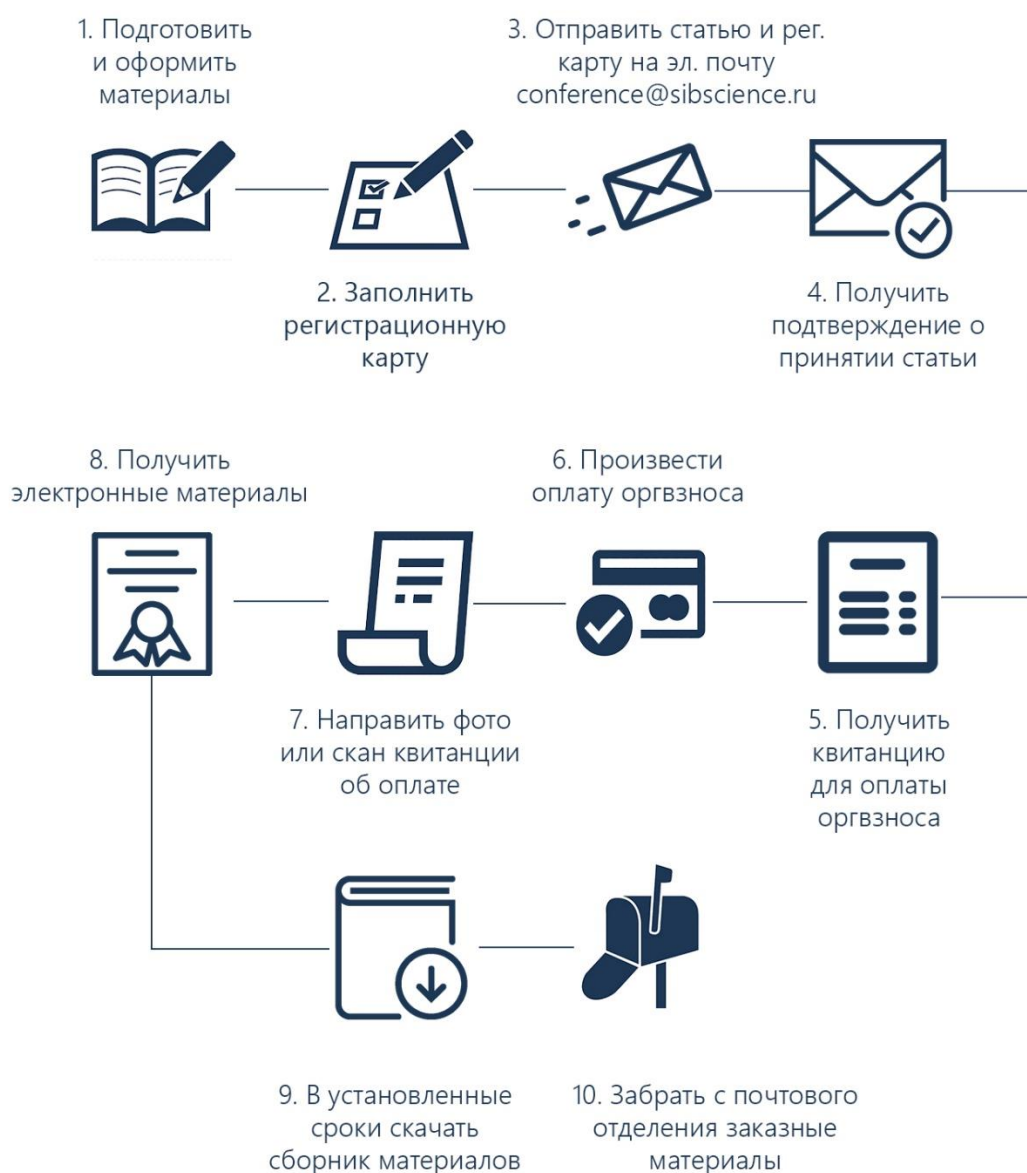 1. Подготовить
и оформить
материалы
2. Заполнить
регистрационную
карту
3. Отправить статью и рег.
карту на эл. почту
conference@sibscience.ru
4. Получить
подтверждение о
принятии статьи
5. Получить
квитанцию
для оплаты
оргвзноса
6. Произвести
оплату оргвзноса
7. Направить фото
или скан квитанции
об оплате
8. Получить
электронные материалы
9. В установленные
сроки скачать
сборник материалов
10. Забрать с почтового
отделения заказные
материалы